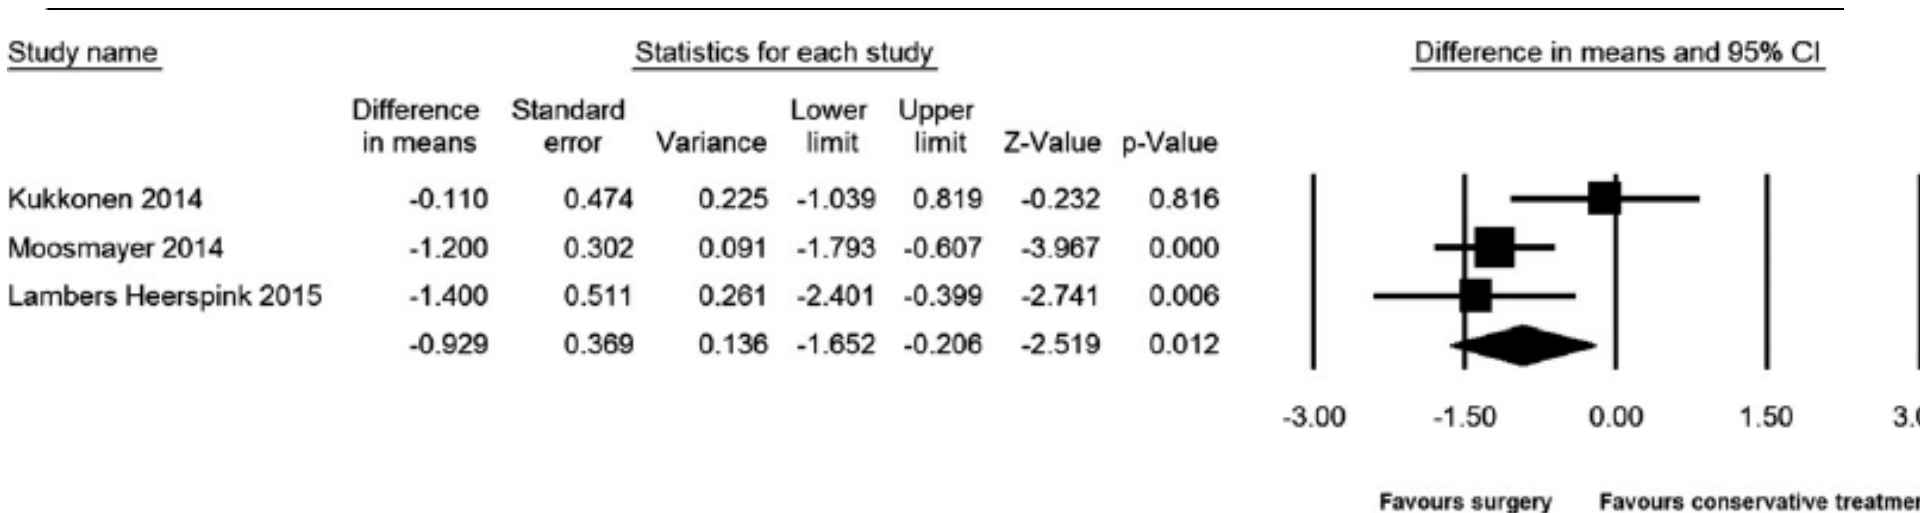 Study name Statistics for each study Difference in means and 95% CI
Difference Standard Lower Upper
in means error Variance limit limit Z-Value p-Value
Kukkonen 2014 -0.110 0.474 0.225 -1.039 0.819 -0.232 0.816
Moosmayer 2014 -1.200 0.302 0.091 -1.793 -0.607 -3.967 0.000
Lambers Heerspink 2015 -1.400 0.511 0.261 -2.401 -0.399 -2.741 0.006
-0.929 0.369 0.136 -1.652 -0.206 -2.519 0.012
-3.00 -1.50 0.00 1.50 3.0
Favours surgery Favours conservative